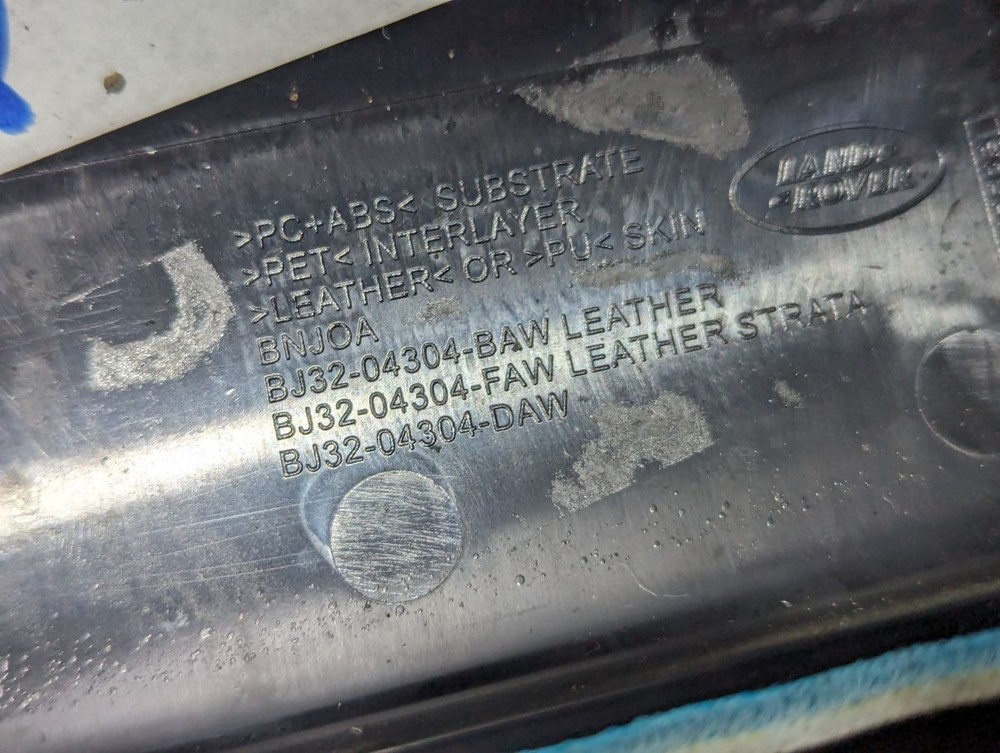 >PC+ABS< SUBSTRATE
>PET< INTERLAYER
>LEATHER< OR >PU< SKIN
BNJOA
BJ32-04304-BAW LEATHER
BJ32-04304-FAW LEATHER STRATA
BJ32-04304-DAW
LAND
ROVER